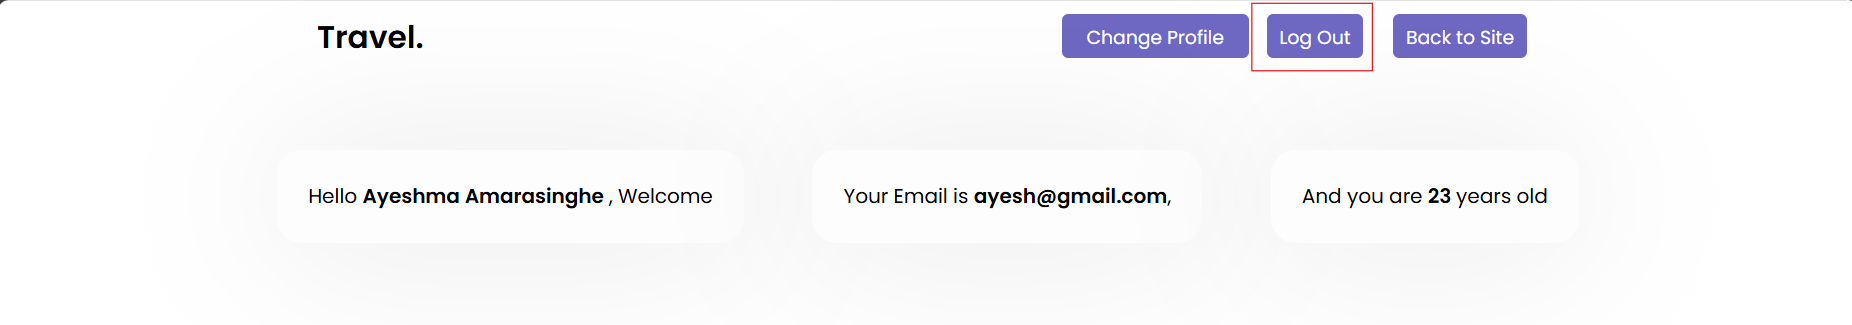 Travel.
Change Profile
Log Out
Back to Site
Hello Ayeshma Amarasinghe , Welcome
Your Email is ayesh@gmail.com,
And you are 23 years old